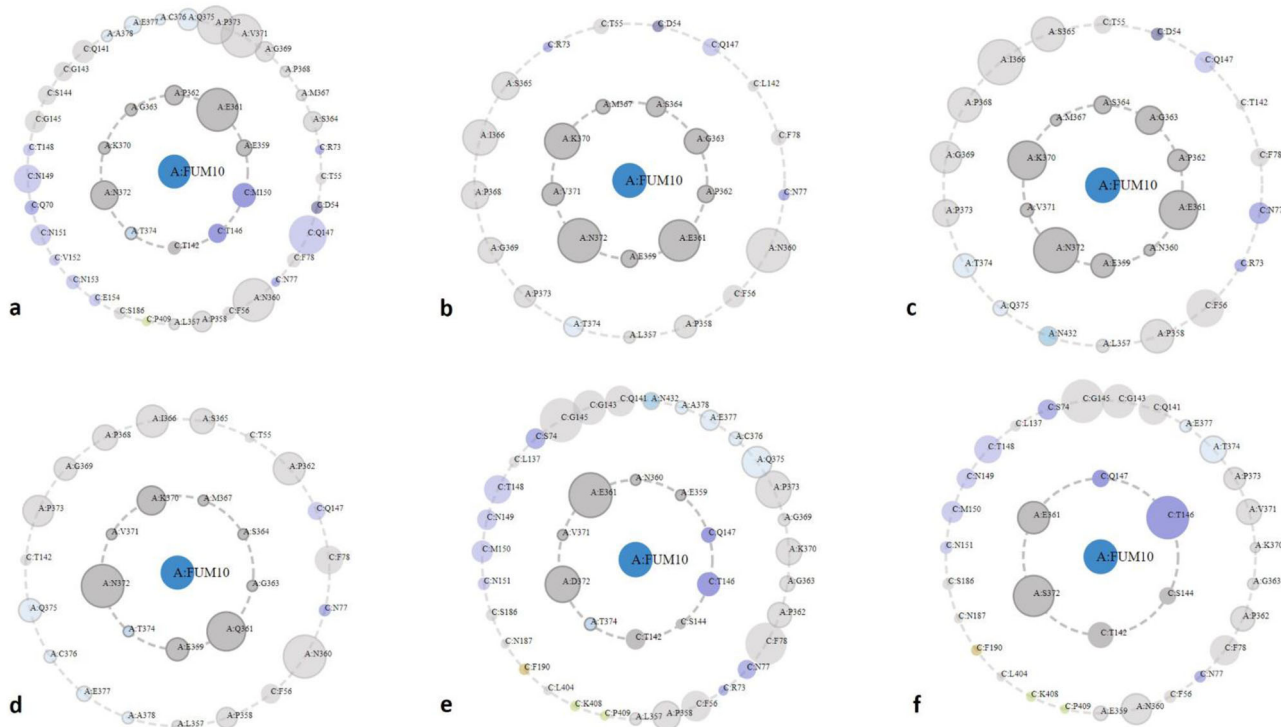 A:C376
A:Q375
A:P373
A:E377
A:V371
A:A378
A:G369
C:Q141
A:P368
C:G143
A:M367
C:S144
A:S364
C:G145
C:R73
C:T148
C:T55
C:N149
C:D54
C:Q70
C:Q147
C:N151
C:F78
C:V152
C:N77
C:N153
A:N360
C:E154
C:F56
C:S186
A:P358
C:P409
A:L357
A:P362
A:G363
A:E361
A:K370
A:E359
A:N372
C:M150
A:T374
C:T146
C:T142
A:FUM10
a
C:T55
C:D54
C:R73
C:Q147
A:S365
C:L142
A:I366
C:F78
A:P368
C:N77
A:G369
A:N360
A:P373
C:F56
A:T374
A:P358
A:L357
A:M367
A:S364
A:K370
A:G363
A:V371
A:P362
A:N372
A:E361
A:E359
A:FUM10
b
C:T55
C:D54
A:S365
C:Q147
A:I366
C:T142
A:P368
C:F78
A:G369
C:N77
A:P373
C:R73
A:T374
C:F56
A:Q375
A:P358
A:N432
A:L357
A:S364
A:M367
A:G363
A:K370
A:P362
A:V371
A:E361
A:N372
A:N360
A:E359
A:FUM10
c
A:I366
A:S365
A:P368
C:T55
A:G369
A:P362
A:P373
C:Q147
C:T142
C:F78
A:Q375
C:N77
A:C376
A:N360
A:E377
C:F56
A:A378
A:P358
A:L357
A:K370
A:M367
A:V371
A:S364
A:N372
A:G363
A:T374
A:Q361
A:E359
A:FUM10
d
C:Q141
A:N432
C:G143
A:A378
C:G145
A:E377
C:S74
A:C376
C:L137
A:Q375
C:T148
A:P373
C:N149
A:G369
C:M150
A:K370
C:N151
A:G363
C:S186
A:P362
C:N187
C:F78
C:F190
C:N77
C:L404
C:R73
C:K408
C:F56
C:P409
A:P358
A:L357
A:N360
A:E361
A:E359
A:V371
C:Q147
A:D372
C:T146
A:T374
C:S144
C:T142
A:FUM10
e
C:G145
C:G143
C:S74
C:Q141
C:L137
A:E377
C:T148
A:T374
C:N149
A:P373
C:M150
A:V371
C:N151
A:K370
C:S186
A:G363
C:N187
A:P362
C:F190
C:F78
C:L404
C:N77
C:K408
C:F56
C:P409
A:N360
A:E359
C:Q147
A:E361
C:T146
A:S372
C:S144
C:T142
A:FUM10
f